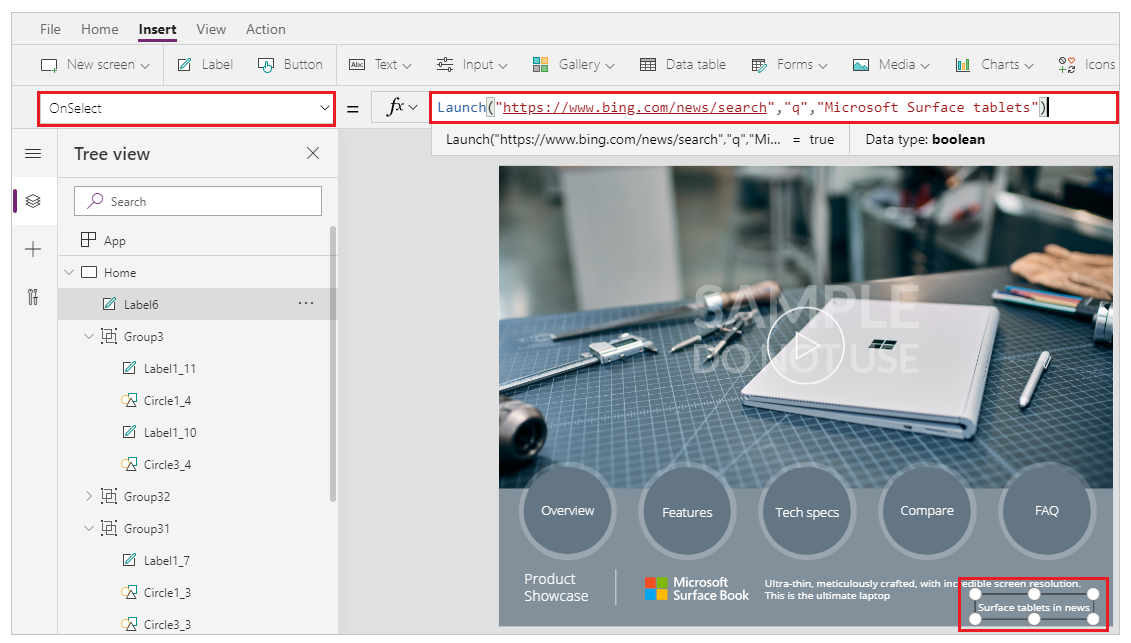 File Home Insert View Action
New screen Label Button Abc Text Input Gallery Data table Forms Media Charts Icons
OnSelect = fx Launch("https://www.bing.com/news/search","q","Microsoft Surface tablets")
Launch("https://www.bing.com/news/search","q","Mi... = true Data type: boolean
Tree view
Search
App
Home
Label6 ...
Group3
Label1_11
Circle1_4
Label1_10
Circle3_4
Group32
Group31
Label1_7
Circle1_3
Circle3_3
SAMPLE
DO NOT USE
Overview Features Tech specs Compare FAQ
Product
Showcase
Microsoft
Surface Book
Ultra-thin, meticulously crafted, with incredible screen resolution.
This is the ultimate laptop
Surface tablets in news